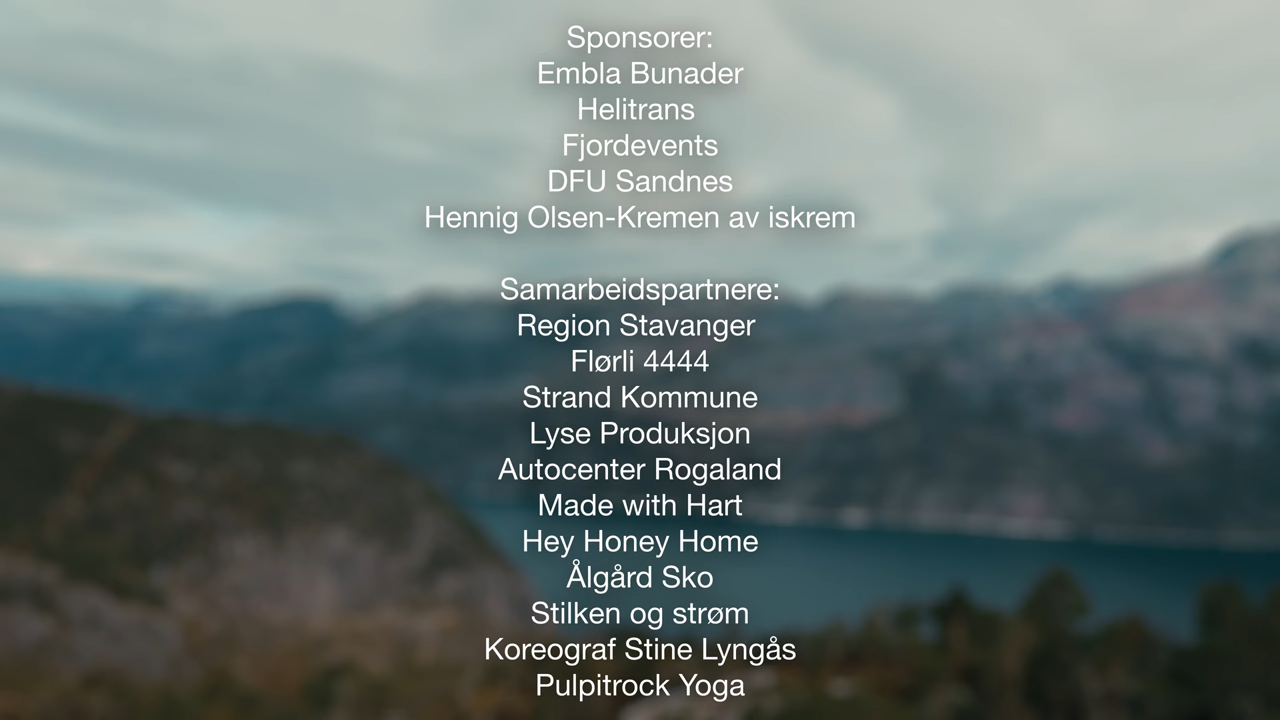 Sponsorer:
Embla Bunader
Helitrans
Fjordevents
DFU Sandnes
Hennig Olsen-Kremen av iskrem
Samarbeidspartnere:
Region Stavanger
Flørli 4444
Strand Kommune
Lyse Produksjon
Autocenter Rogaland
Made with Hart
Hey Honey Home
Ålgård Sko
Stilken og strøm
Koreograf Stine Lyngås
Pulpitrock Yoga